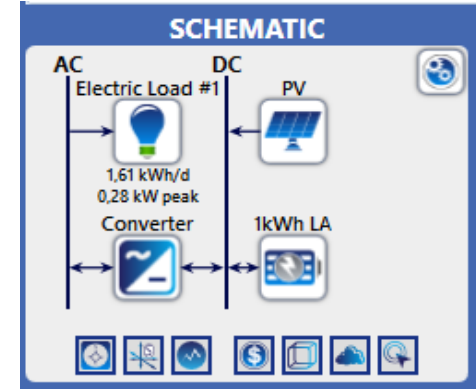 SCHEMATIC
AC DC
Electric Load #1 PV
1,61 kWh/d
0,28 kW peak
Converter 1kWh LA